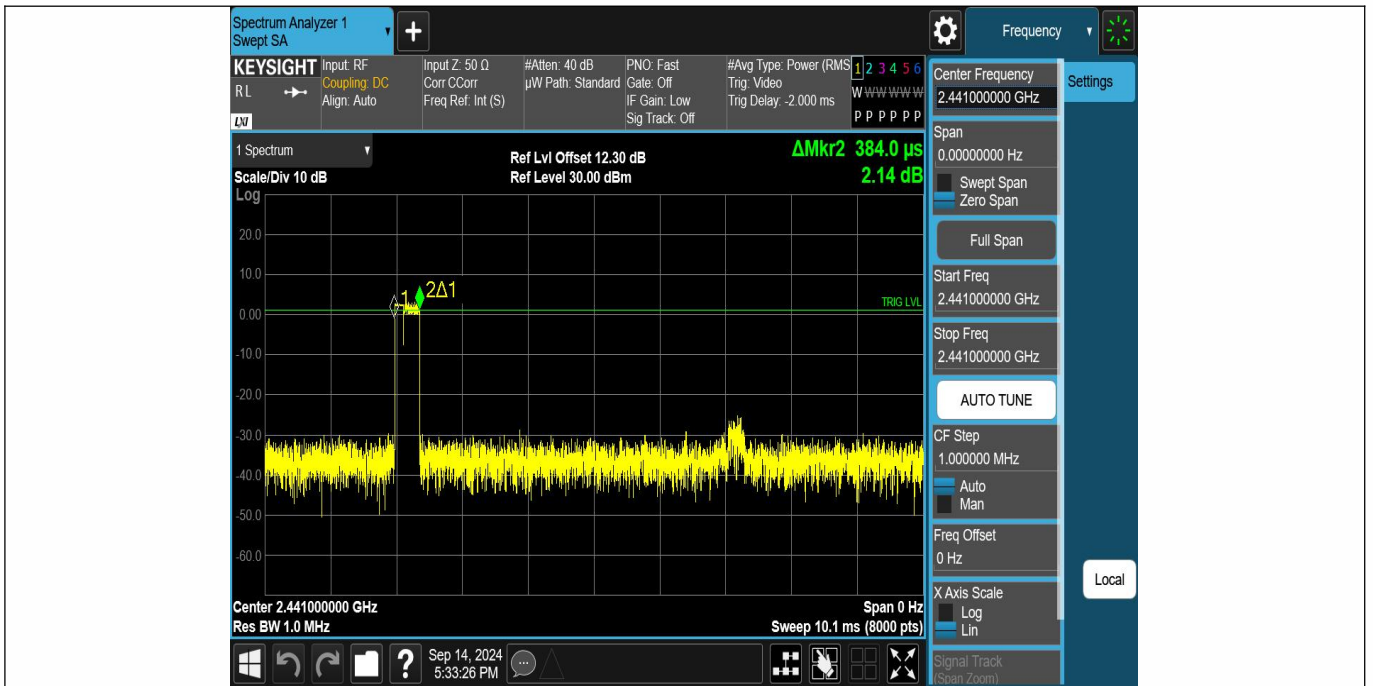 Spectrum Analyzer 1
Swept SA
Frequency
KEYSIGHT
RL
LXI
Input: RF
Coupling: DC
Align: Auto
Input Z: 50 Ω
Corr CCorr
Freq Ref: Int (S)
#Atten: 40 dB
µW Path: Standard
PNO: Fast
Gate: Off
IF Gain: Low
Sig Track: Off
#Avg Type: Power (RMS
Trig: Video
Trig Delay: -2.000 ms
1 2 3 4 5 6
W W W W W W
P P P P P P
1 Spectrum
Scale/Div 10 dB
Ref Lvl Offset 12.30 dB
Ref Level 30.00 dBm
ΔMkr2 384.0 µs
2.14 dB
Log
20.0
10.0
0.00
-10.0
-20.0
-30.0
-40.0
-50.0
-60.0
1
2Δ1
TRIG LVL
Center 2.441000000 GHz
Res BW 1.0 MHz
Span 0 Hz
Sweep 10.1 ms (8000 pts)
Sep 14, 2024
5:33:26 PM
Center Frequency
2.441000000 GHz
Settings
Span
0.00000000 Hz
Swept Span
Zero Span
Full Span
Start Freq
2.441000000 GHz
Stop Freq
2.441000000 GHz
AUTO TUNE
CF Step
1.000000 MHz
Auto
Man
Freq Offset
0 Hz
X Axis Scale
Log
Lin
Local
Signal Track
(Span Zoom)